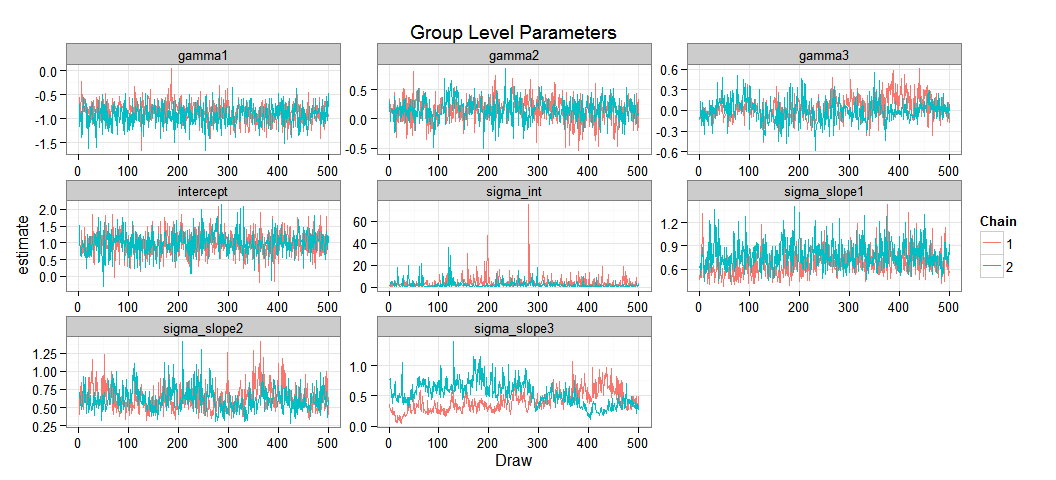 Group Level Parameters
gamma1
gamma2
gamma3
0.0
-0.5
-1.0
-1.5
0.5
0.0
-0.5
0.6
0.3
0.0
-0.3
-0.6
0 100 200 300 400 500
0 100 200 300 400 500
0 100 200 300 400 500
intercept
sigma_int
sigma_slope1
estimate
2.0
1.5
1.0
0.5
0.0
60
40
20
0
1.2
0.9
0.6
0 100 200 300 400 500
0 100 200 300 400 500
0 100 200 300 400 500
sigma_slope2
sigma_slope3
1.25
1.00
0.75
0.50
0.25
1.0
0.5
0.0
0 100 200 300 400 500
0 100 200 300 400 500
Draw
Chain
1
2